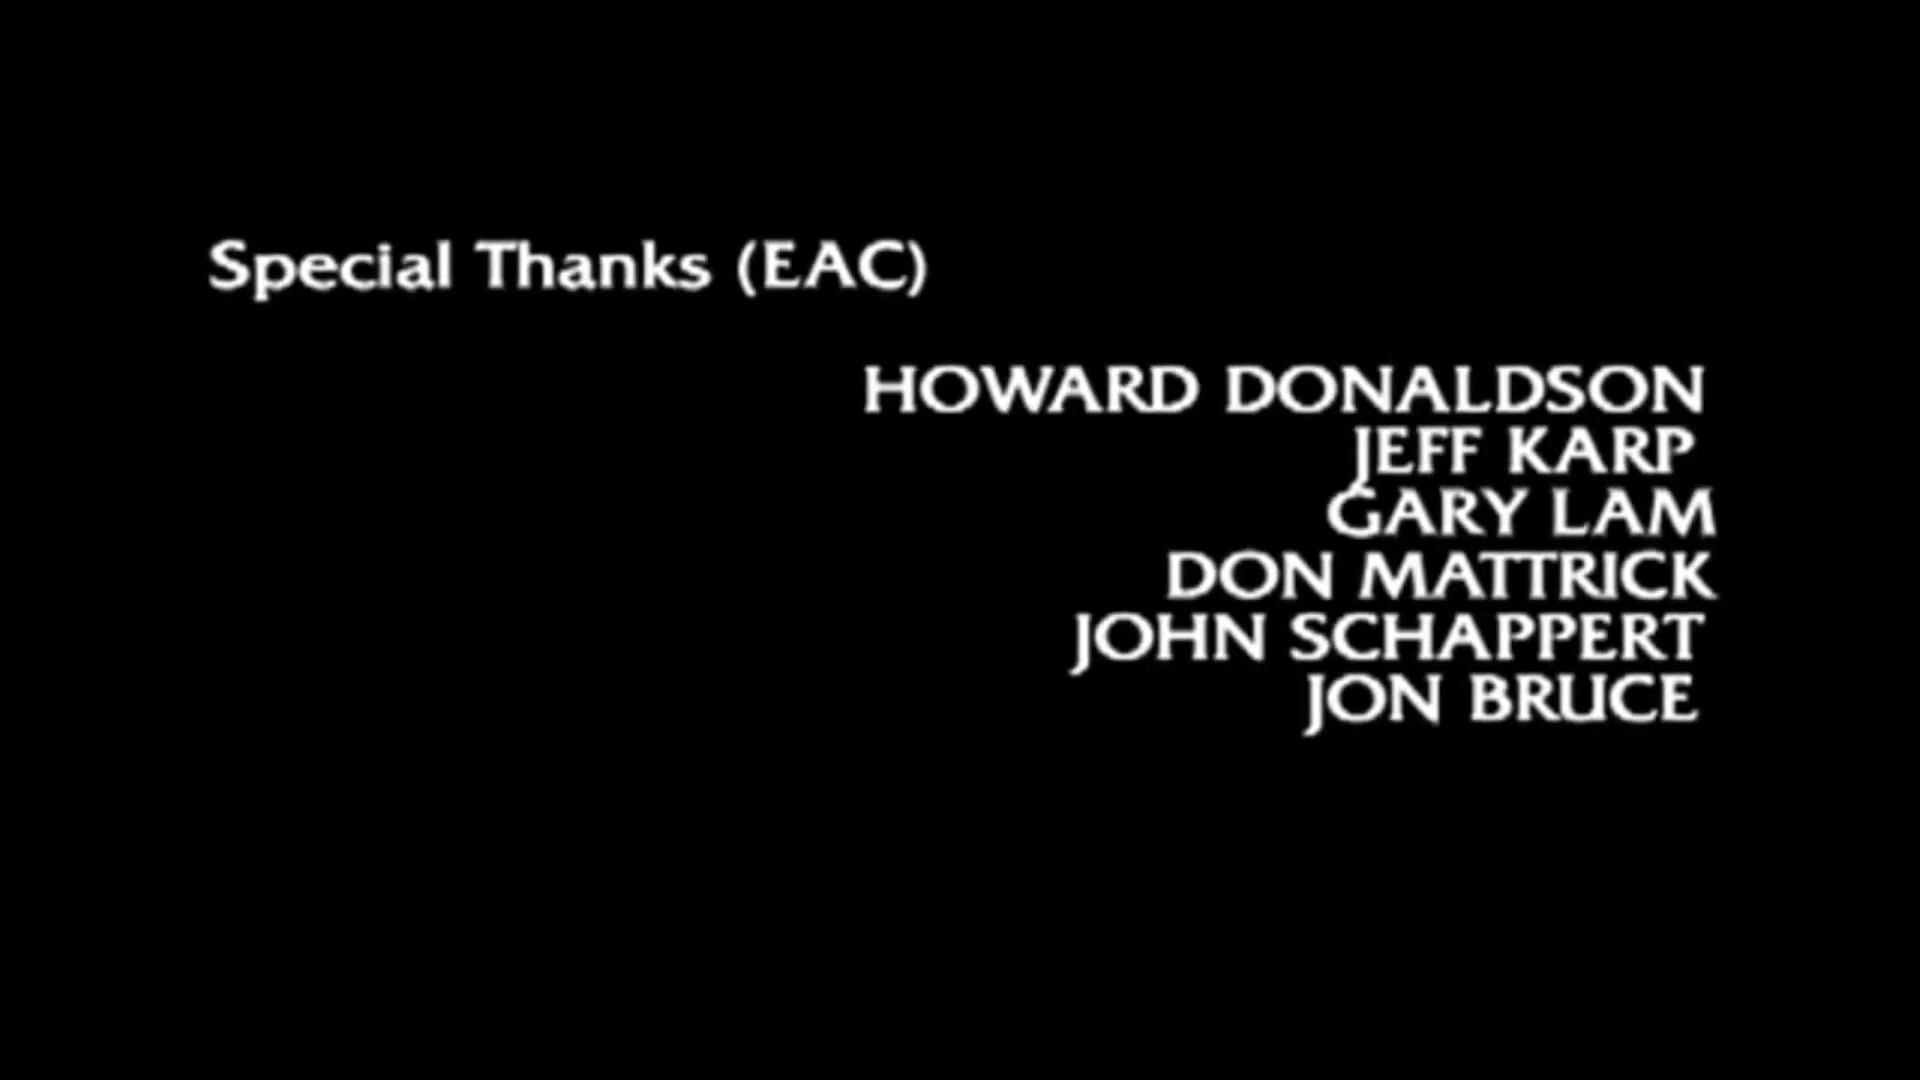 Special Thanks (EAC)
HOWARD DONALDSON
JEFF KARP
GARY LAM
DON MATTRICK
JOHN SCHAPPERT
JON BRUCE